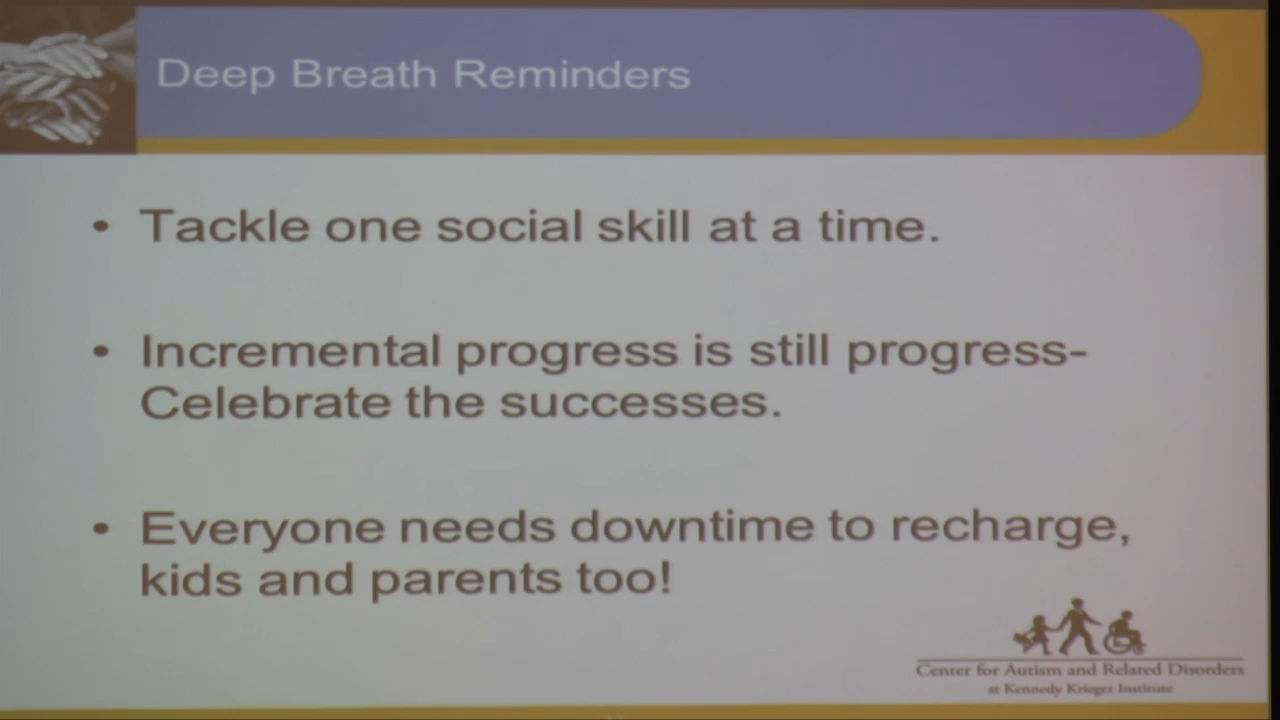 Deep Breath Reminders
• Tackle one social skill at a time.
• Incremental progress is still progress-
Celebrate the successes.
• Everyone needs downtime to recharge,
kids and parents too!
Center for Autism and Related Disorders
at Kennedy Krieger Institute